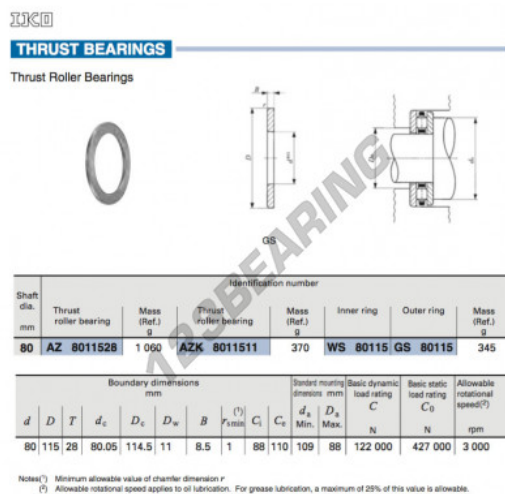 IKO
THRUST BEARINGS
Thrust Roller Bearings
B
r
D
Da
da
GS
123BEARING
Identification number
Shaft dia. mm
Thrust roller bearing
Mass (Ref.) g
Thrust roller bearing
Mass (Ref.) g
Inner ring
Outer ring
Mass (Ref.) g
80 AZ 8011528 1 060 AZK 8011511 370 WS 80115 GS 80115 345
Boundary dimensions mm
Standard mounting dimensions mm
Basic dynamic load rating C N
Basic static load rating C0 N
Allowable rotational speed(2) rpm
d D T dc Dc Dw B rs min(1) Ci Ce da Min. Da Max.
80 115 28 80.05 114.5 11 8.5 1 88 110 109 88 122 000 427 000 3 000
Notes(1) Minimum allowable value of chamfer dimension r
(2) Allowable rotational speed applies to oil lubrication. For grease lubrication, a maximum of 25% of this value is allowable.